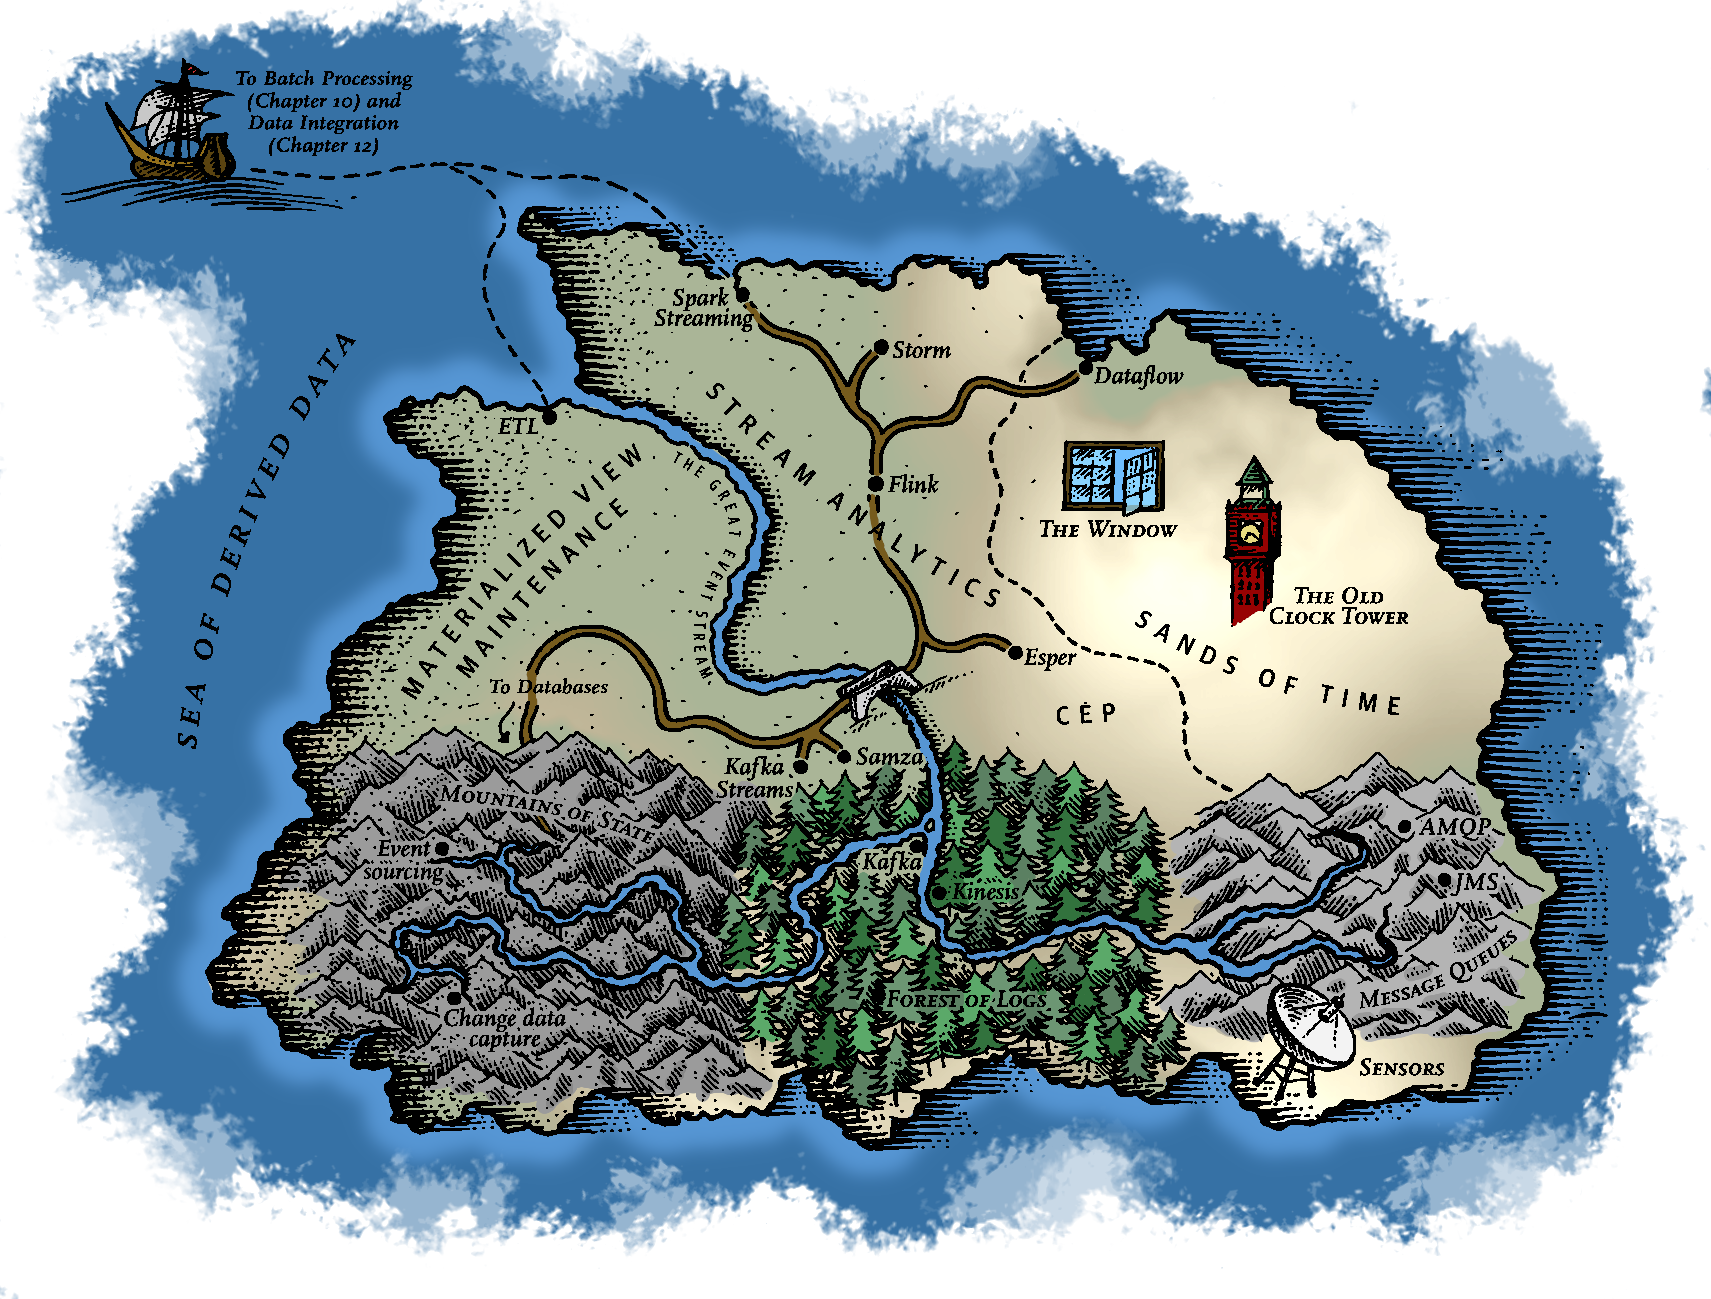 To Batch Processing
(Chapter 10) and
Data Integration
(Chapter 12)
SEA OF DERIVED DATA
Spark
Streaming
Storm
Dataflow
ETL
STREAM ANALYTICS
THE GREAT EVENT STREAM
MATERIALIZED VIEW
MAINTENANCE
Flink
THE WINDOW
THE OLD
CLOCK TOWER
SANDS OF TIME
Esper
CEP
To Databases
Kafka
Streams
Samza
MOUNTAINS OF STATE
Event
sourcing
Kafka
Kinesis
AMQP
JMS
MESSAGE QUEUES
FOREST OF LOGS
Change data
capture
SENSORS